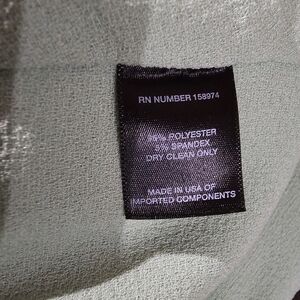 RN NUMBER 158974
95% POLYESTER
5% SPANDEX
DRY CLEAN ONLY
MADE IN USA OF
IMPORTED COMPONENTS